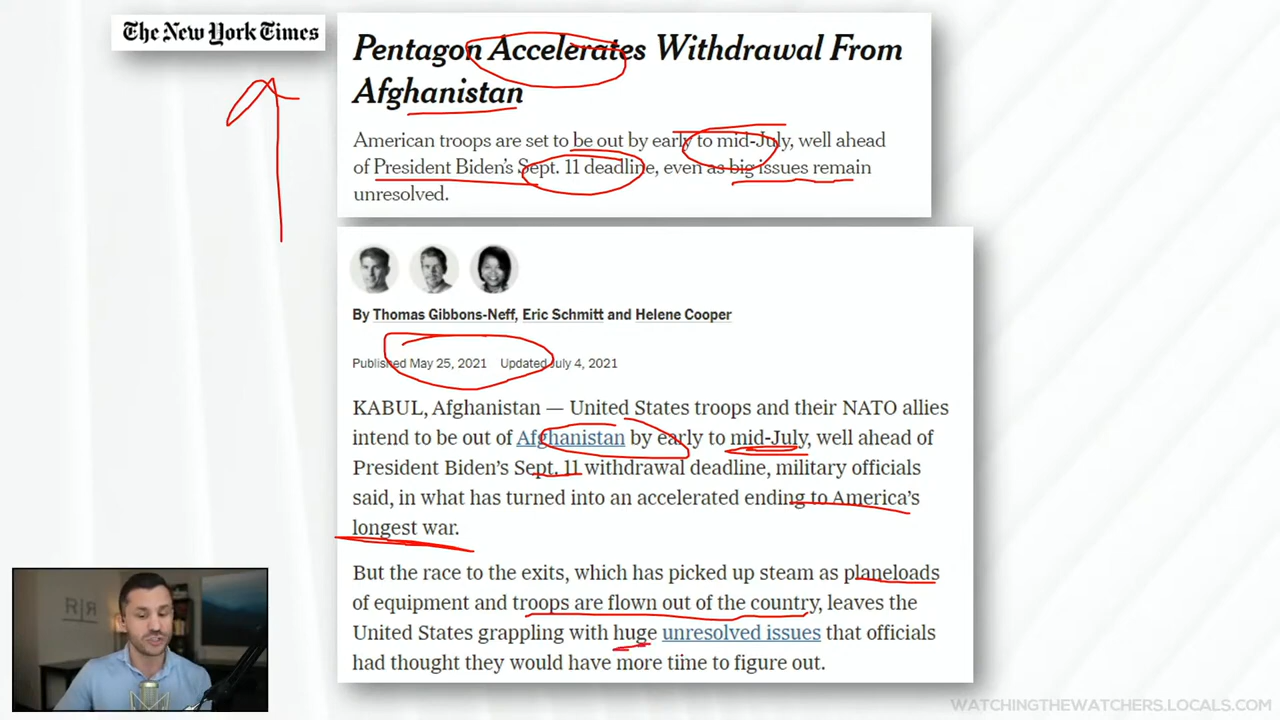 The New York Times
Pentagon Accelerates Withdrawal From
Afghanistan
American troops are set to be out by early to mid-July, well ahead
of President Biden's Sept. 11 deadline, even as big issues remain
unresolved.
By Thomas Gibbons-Neff, Eric Schmitt and Helene Cooper
Published May 25, 2021 Updated July 4, 2021
KABUL, Afghanistan — United States troops and their NATO allies
intend to be out of Afghanistan by early to mid-July, well ahead of
President Biden's Sept. 11 withdrawal deadline, military officials
said, in what has turned into an accelerated ending to America's
longest war.
But the race to the exits, which has picked up steam as planeloads
of equipment and troops are flown out of the country, leaves the
United States grappling with huge unresolved issues that officials
had thought they would have more time to figure out.
R|R
WATCHINGTHEWATCHERS.LOCALS.COM